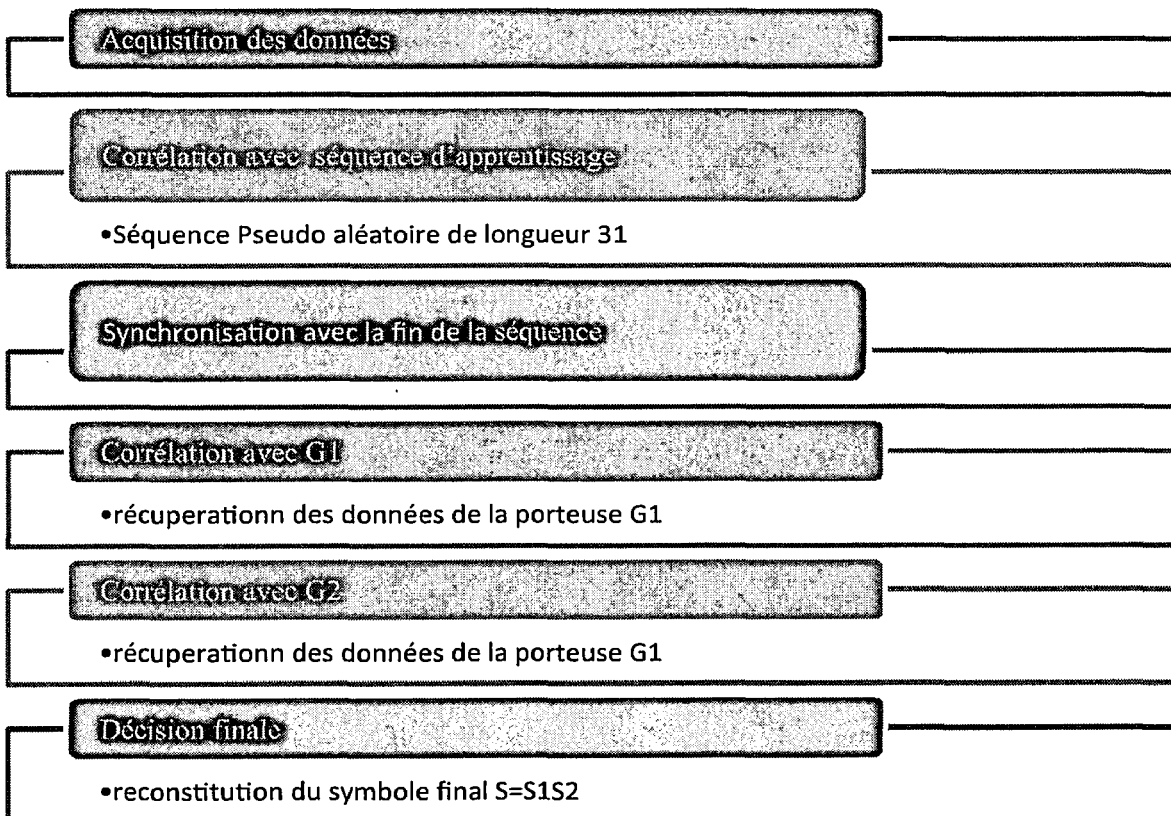 Acquisition des données
Corrélation avec séquence d'apprentissage
•Séquence Pseudo aléatoire de longueur 31
Synchronisation avec la fin de la séquence
Corrélation avec G1
•récuperationn des données de la porteuse G1
Corrélation avec G2
•récuperationn des données de la porteuse G1
Décision finale
•reconstitution du symbole final S=S1S2